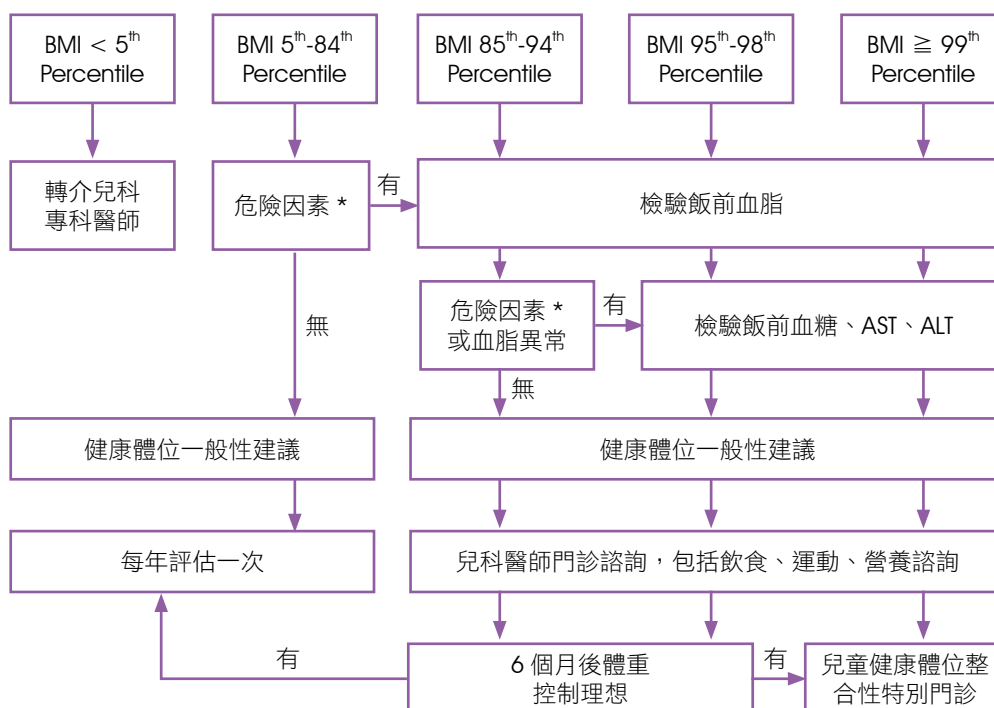 BMI < 5th
Percentile
BMI 5th-84th
Percentile
BMI 85th-94th
Percentile
BMI 95th-98th
Percentile
BMI ≧ 99th
Percentile
轉介兒科
專科醫師
危險因素 *
有
檢驗飯前血脂
無
危險因素 *
或血脂異常
有
檢驗飯前血糖、AST、ALT
無
健康體位一般性建議
健康體位一般性建議
每年評估一次
兒科醫師門診諮詢，包括飲食、運動、營養諮詢
有
6 個月後體重
控制理想
有
兒童健康體位整
合性特別門診